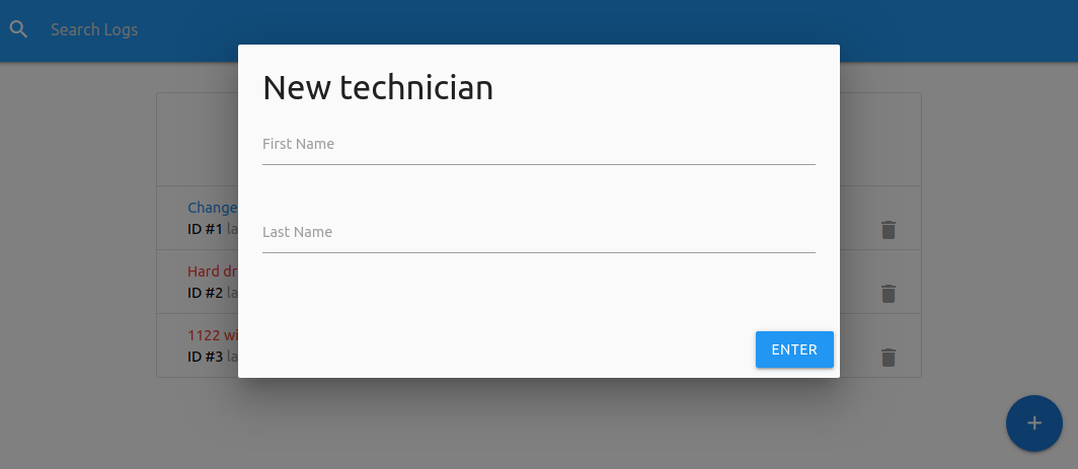 Search Logs
New technician
First Name
Change
ID #1 la
Last Name
Hard dr
ID #2 la
1122 wi
ID #3 la
ENTER